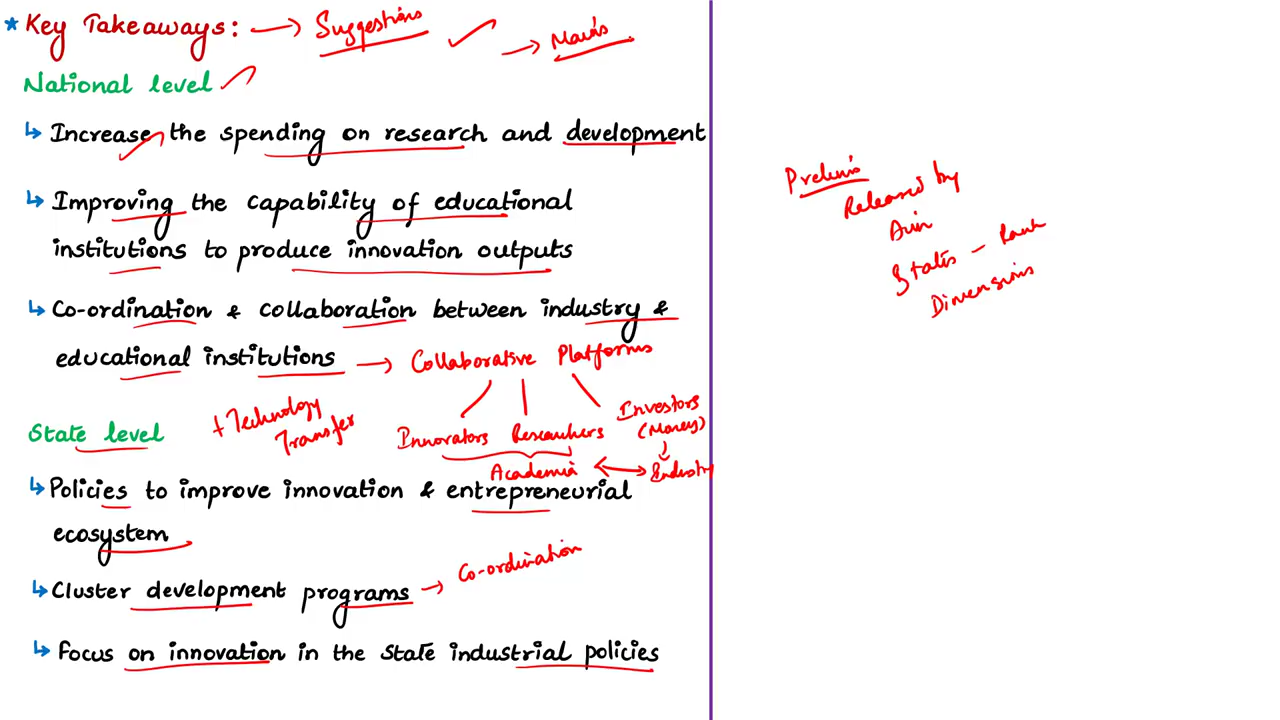 * Key Takeaways: → Suggestions → Mains
National level
↳ Increase the spending on research and development
↳ Improving the capability of educational
institutions to produce innovation outputs
↳ Co-ordination & collaboration between industry &
educational institutions → Collaborative Platforms
Innovators Researchers Investors (Money)
Academia ↔ Industry
+ Technology
Transfer
State level
↳ Policies to improve innovation & entrepreneurial
ecosystem
↳ Cluster development programs → Co-ordination
↳ Focus on innovation in the State industrial policies
Prelims
Released by
Aim
States - Rank
Dimensions